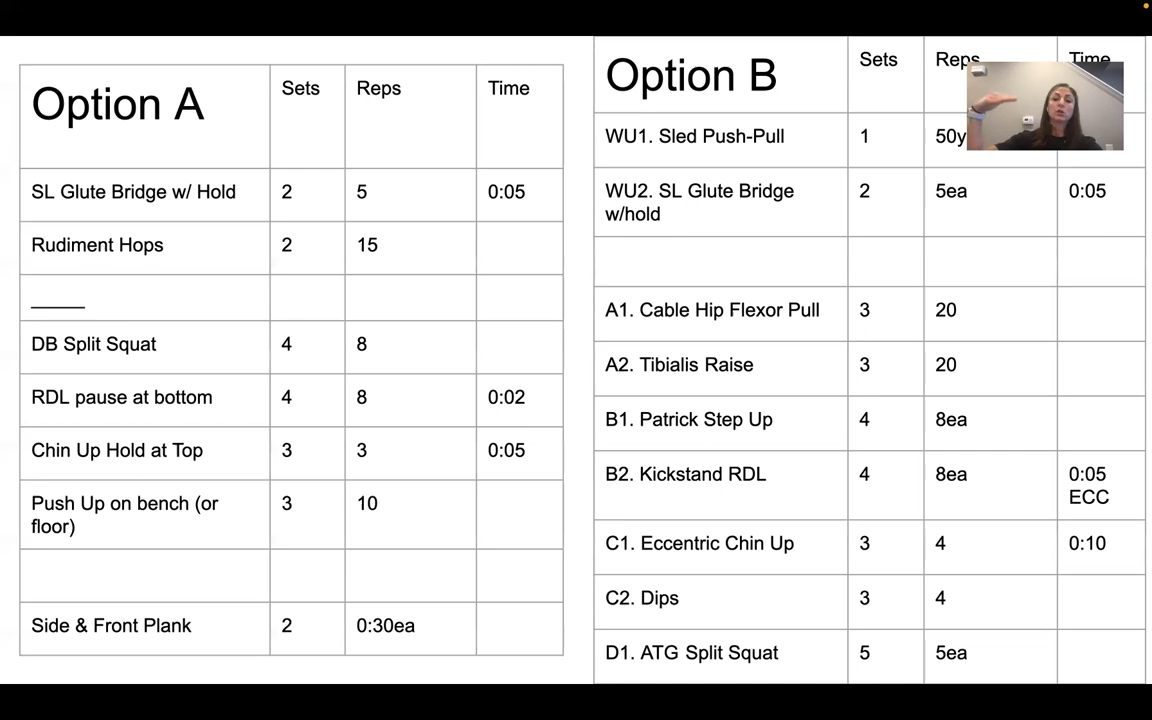 Option A Sets Reps Time
SL Glute Bridge w/ Hold 2 5 0:05
Rudiment Hops 2 15
_____
DB Split Squat 4 8
RDL pause at bottom 4 8 0:02
Chin Up Hold at Top 3 3 0:05
Push Up on bench (or 3 10
floor)
Side & Front Plank 2 0:30ea
Option B Sets Reps Time
WU1. Sled Push-Pull 1 50y
WU2. SL Glute Bridge 2 5ea 0:05
w/hold
A1. Cable Hip Flexor Pull 3 20
A2. Tibialis Raise 3 20
B1. Patrick Step Up 4 8ea
B2. Kickstand RDL 4 8ea 0:05
ECC
C1. Eccentric Chin Up 3 4 0:10
C2. Dips 3 4
D1. ATG Split Squat 5 5ea